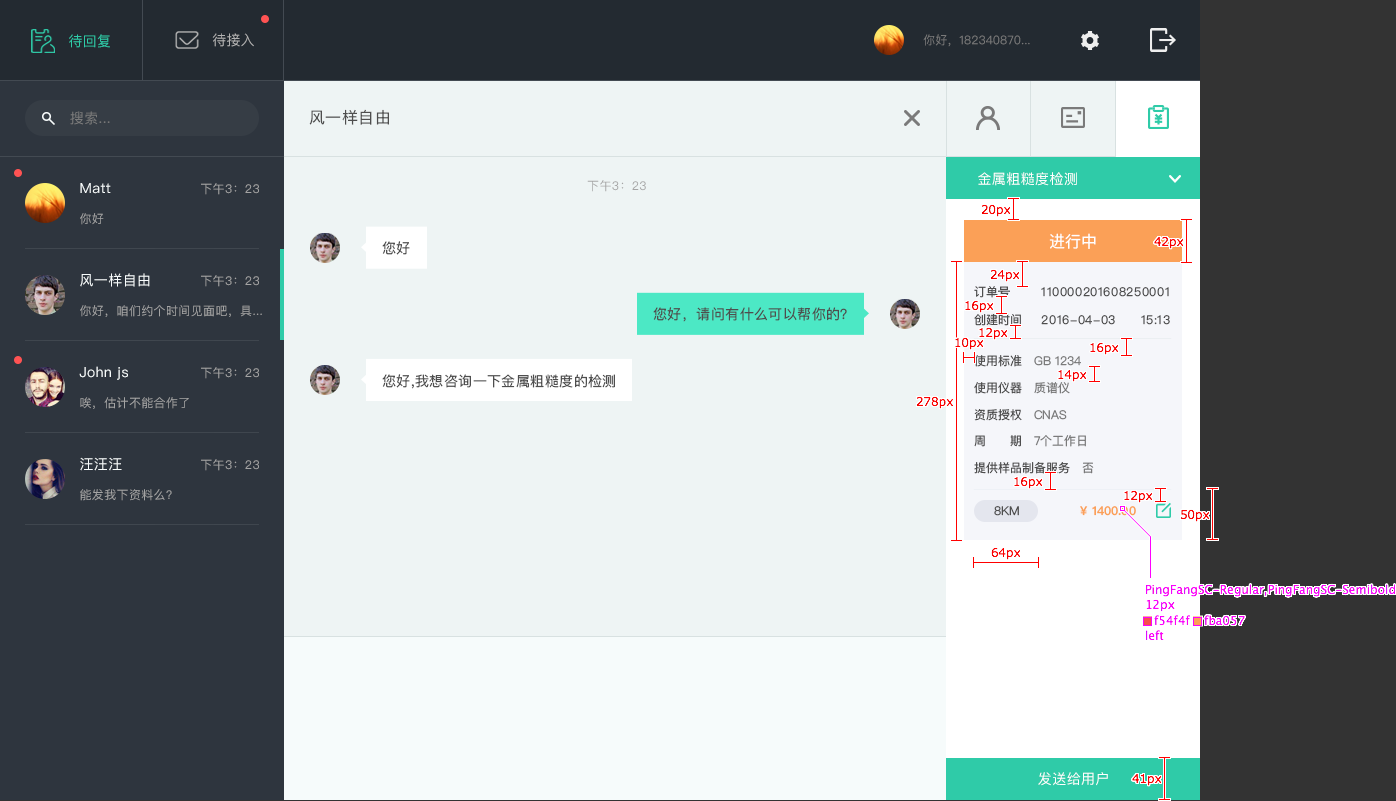 待回复
待接入
你好，182340870...
搜索...
Matt
下午3：23
你好
风一样自由
下午3：23
你好，咱们约个时间见面吧，具...
John js
下午3：23
唉，估计不能合作了
汪汪汪
下午3：23
能发我下资料么?
风一样自由
下午3：23
您好
您好，请问有什么可以帮你的?
您好,我想咨询一下金属粗糙度的检测
金属粗糙度检测
20px
进行中
42px
24px
订单号 110000201608250001
16px
创建时间 2016-04-03 15:13
12px
10px
16px
使用标准 GB 1234
14px
使用仪器 质谱仪
278px
资质授权 CNAS
周 期 7个工作日
提供样品制备服务 否
16px
12px
8KM
¥ 1400.00
50px
64px
PingFangSC-Regular,PingFangSC-Semibold
12px
f54f4f fba057
left
发送给用户
41px